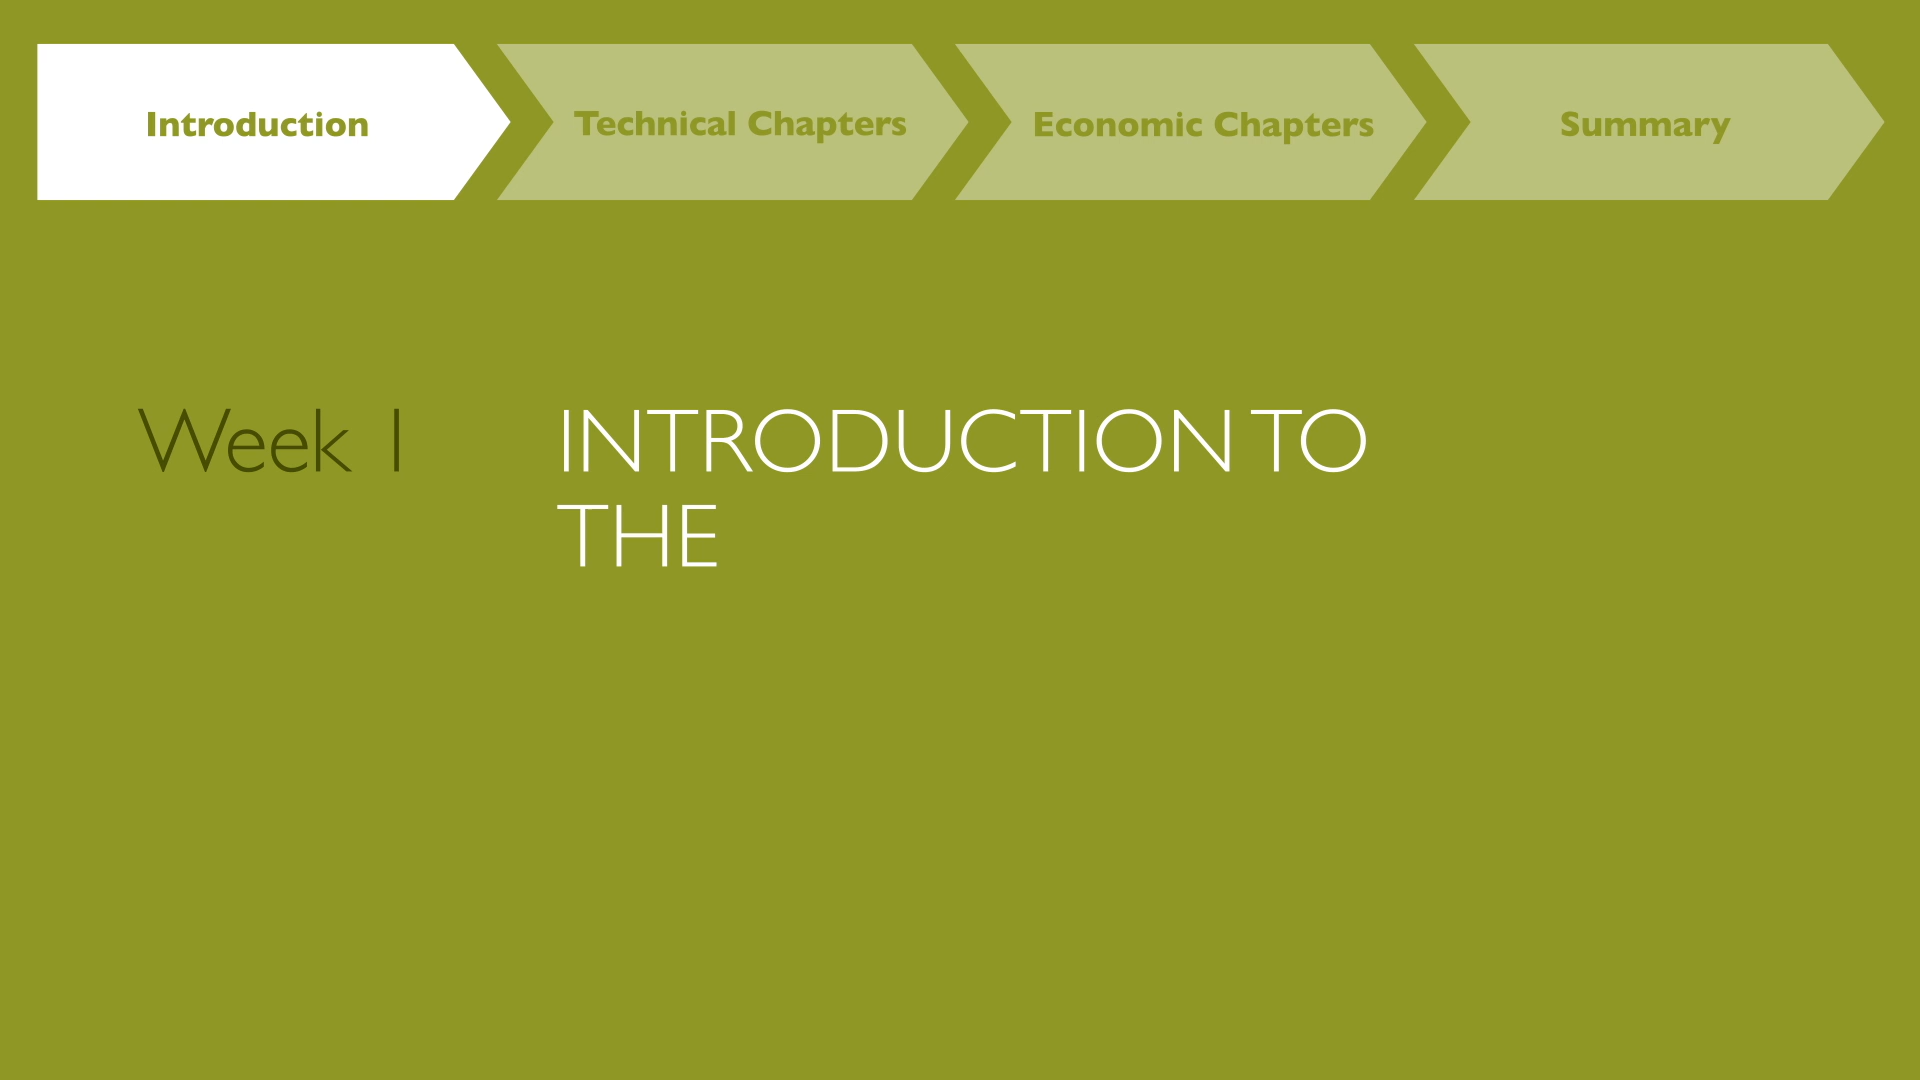 Introduction
Technical Chapters
Economic Chapters
Summary
Week 1
INTRODUCTION TO
THE